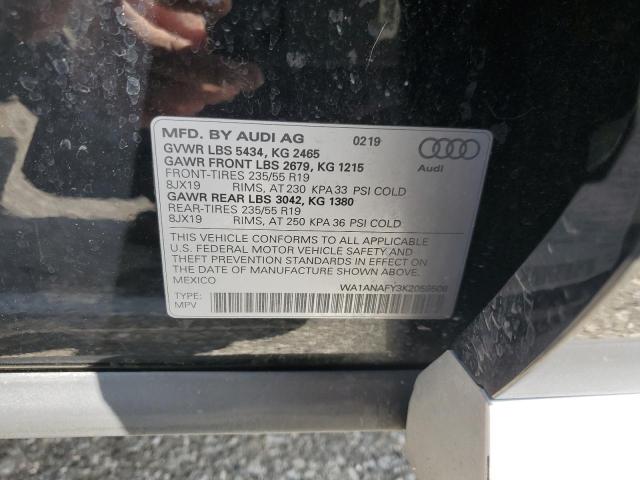 MFD. BY AUDI AG 0219
GVWR LBS 5434, KG 2465
GAWR FRONT LBS 2679, KG 1215
FRONT-TIRES 235/55 R19
8JX19 RIMS, AT 230 KPA 33 PSI COLD
GAWR REAR LBS 3042, KG 1380
REAR-TIRES 235/55 R19
8JX19 RIMS, AT 250 KPA 36 PSI COLD
Audi
THIS VEHICLE CONFORMS TO ALL APPLICABLE
U.S. FEDERAL MOTOR VEHICLE SAFETY AND
THEFT PREVENTION STANDARDS IN EFFECT ON
THE DATE OF MANUFACTURE SHOWN ABOVE.
MEXICO
WA1ANAFY3K2059508
TYPE:
MPV